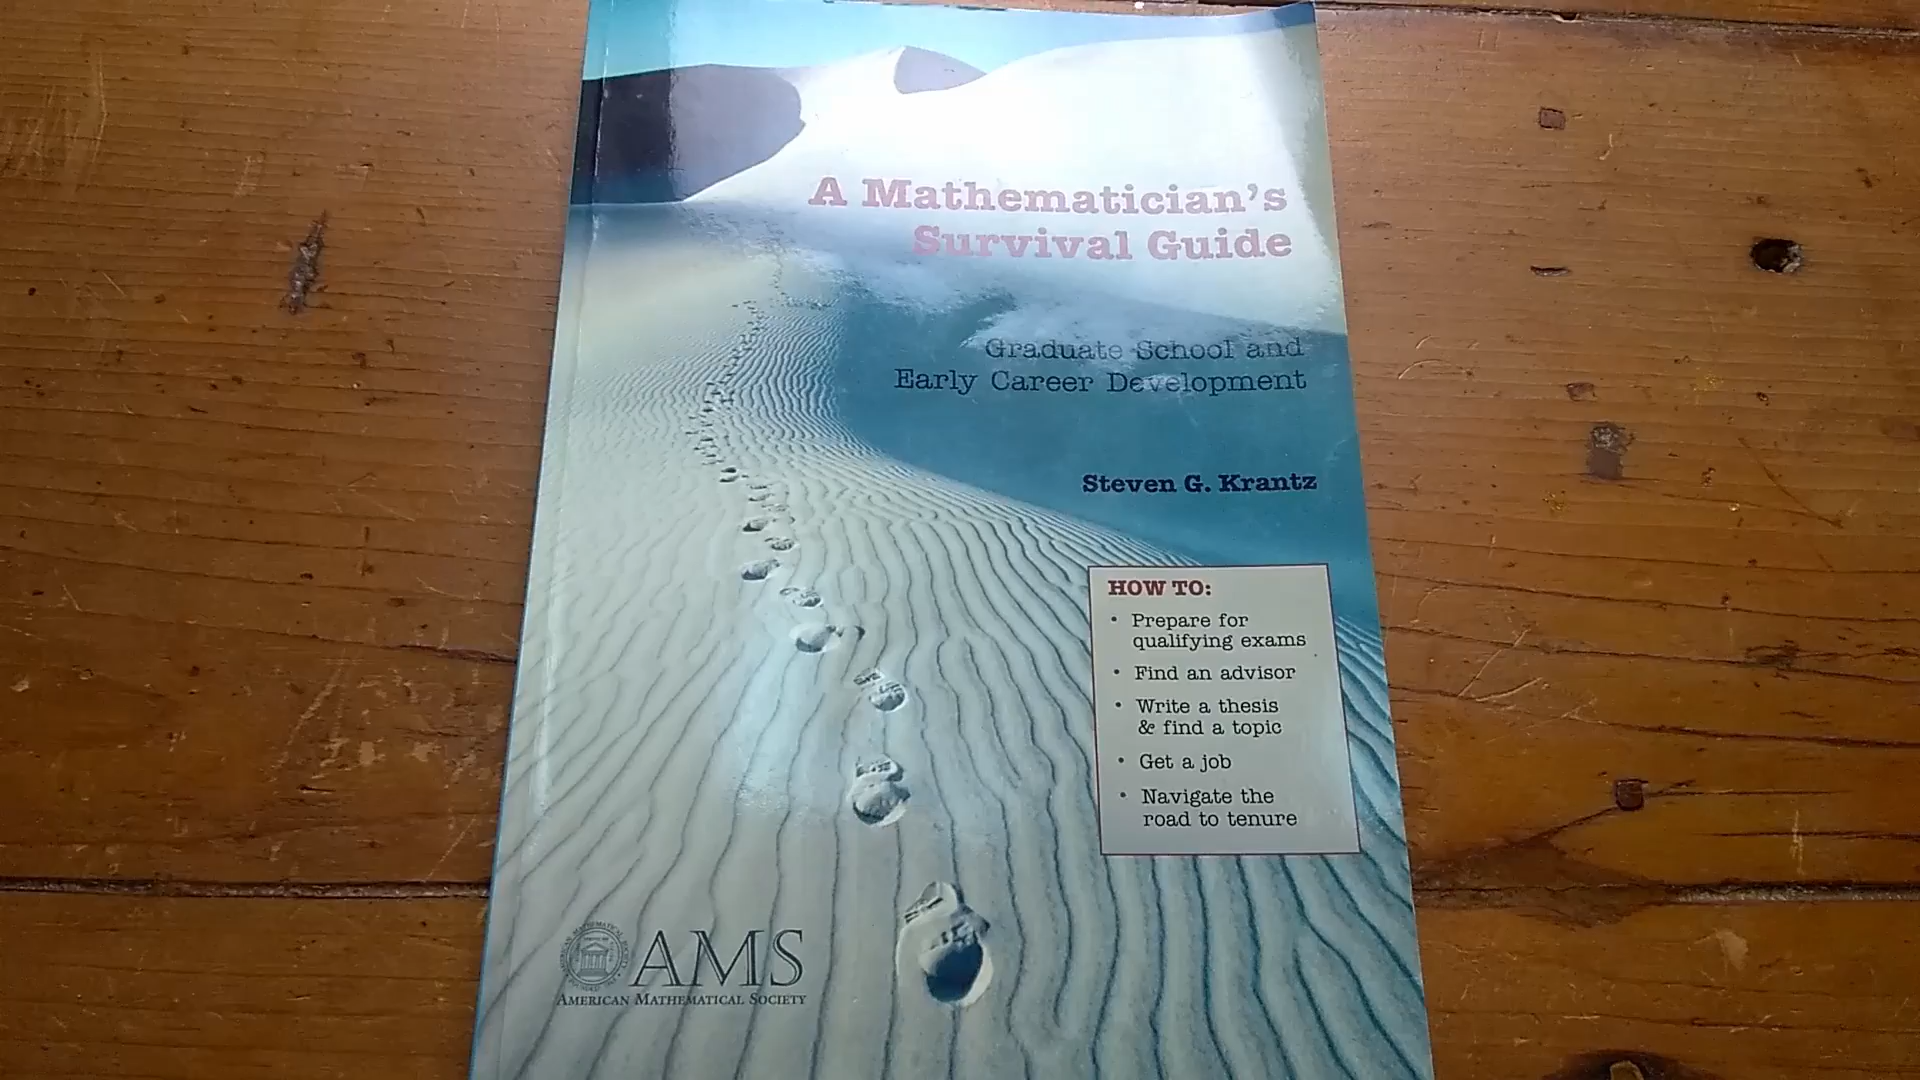 A Mathematician's
Survival Guide
Graduate School and
Early Career Development
Steven G. Krantz
HOW TO:
• Prepare for
qualifying exams
• Find an advisor
• Write a thesis
& find a topic
• Get a job
• Navigate the
road to tenure
AMS
AMERICAN MATHEMATICAL SOCIETY